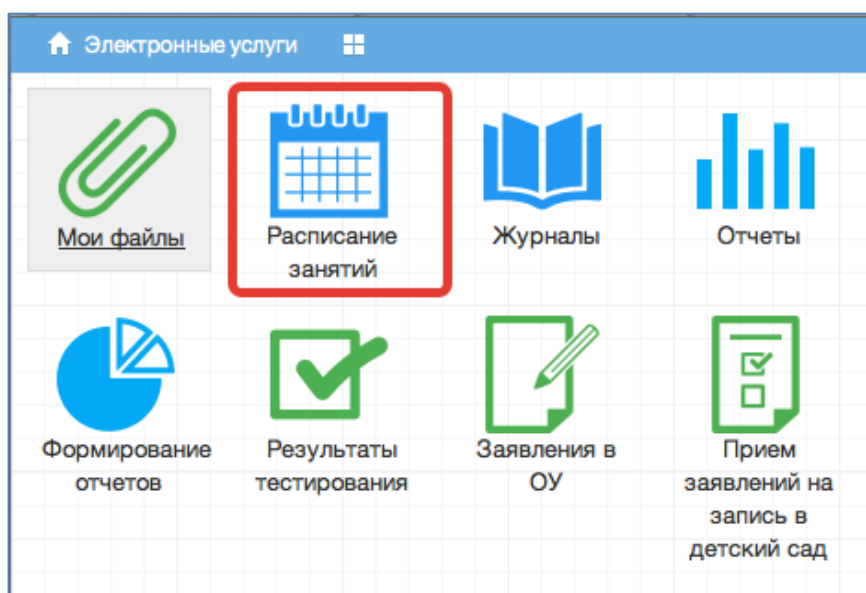 Электронные услуги
Мои файлы
Расписание
занятий
Журналы
Отчеты
Формирование
отчетов
Результаты
тестирования
Заявления в
ОУ
Прием
заявлений на
запись в
детский сад